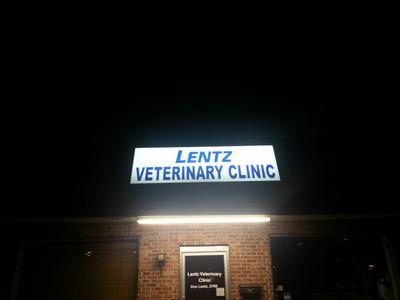 LENTZ
VETERINARY CLINIC
Lentz Veterinary
Clinic
Don Lentz, DVM